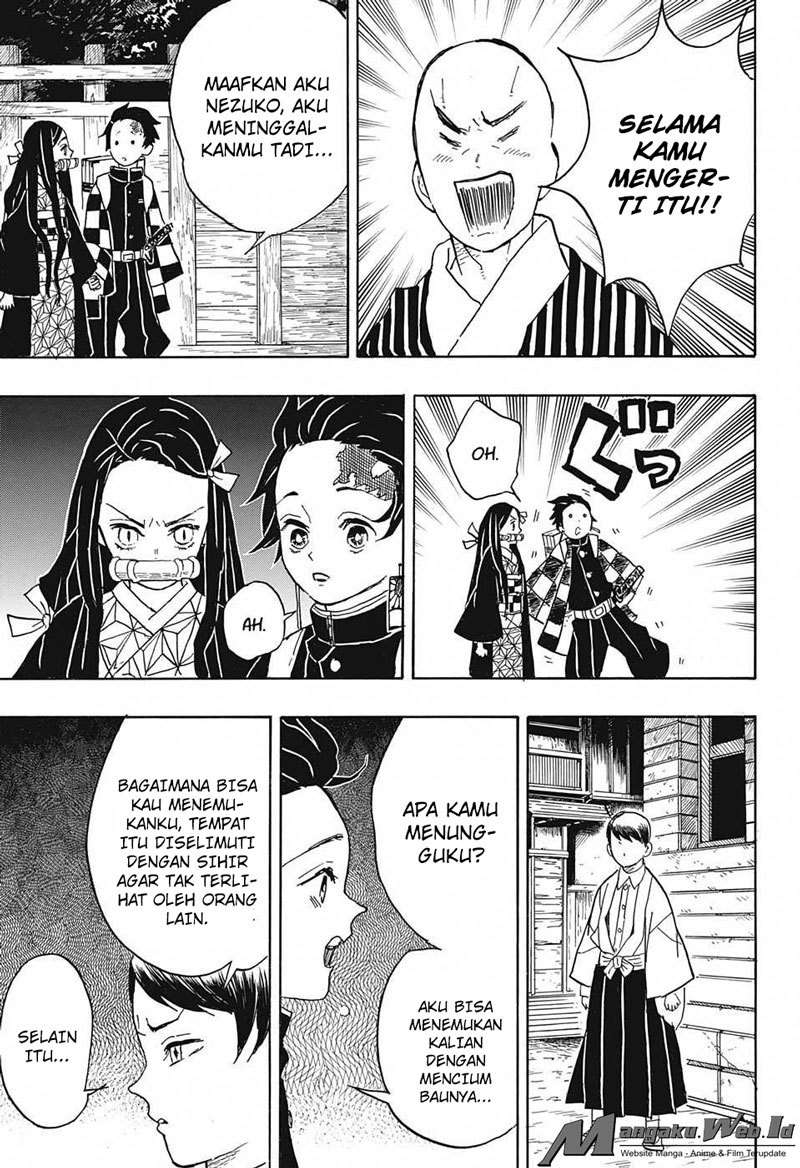 SELAMA
KAMU
MENGER-
TI ITU!!
MAAFKAN AKU
NEZUKO, AKU
MENINGGAL-
KANMU TADI...
OH.
ぐっ
AH.
APA KAMU
MENUNG-
GUKU?
AKU BISA
MENEMUKAN
KALIAN
DENGAN
MENCIUM
BAUNYA...
BAGAIMANA BISA
KAU MENEMU-
KANKU, TEMPAT
ITU DISELIMUTI
DENGAN SIHIR
AGAR TAK TERLI-
HAT OLEH ORANG
LAIN.
SELAIN
ITU...
Mangaku.Web.Id
Website Manga - Anime & Film Terupdate